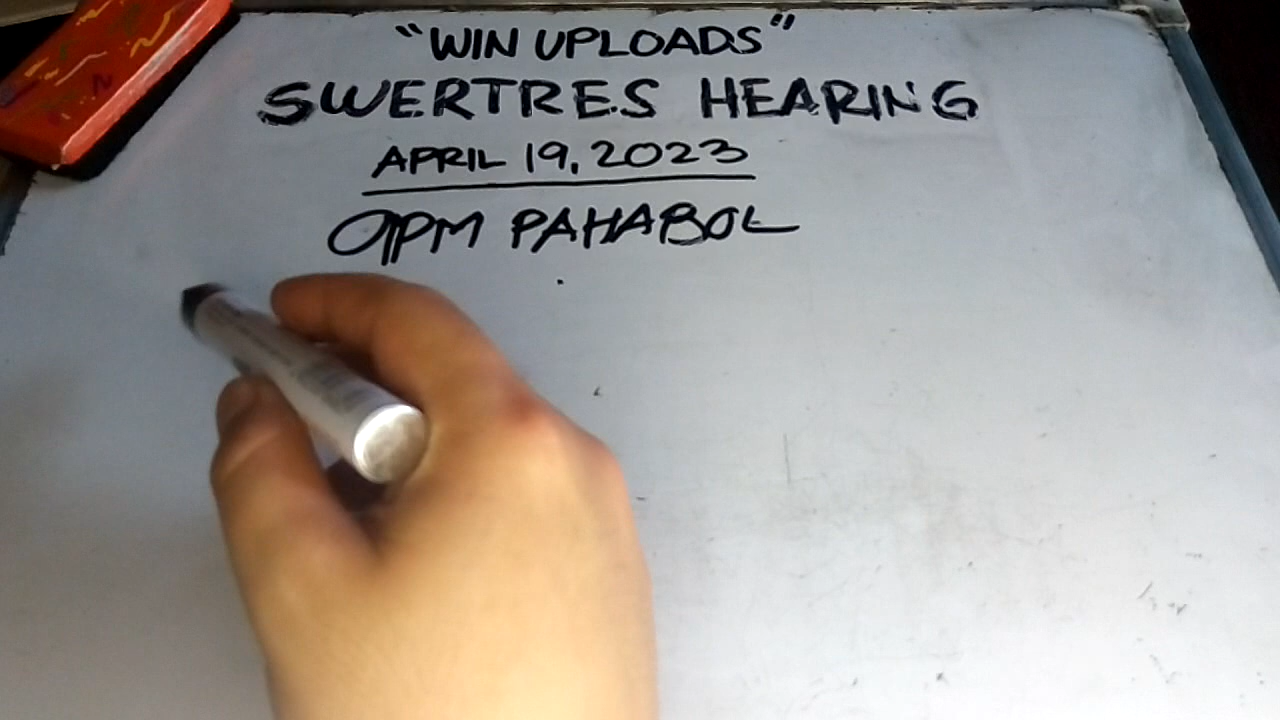 "WIN UPLOADS"
SWERTRES HEARING
APRIL 19, 2023
9PM PAHABOL